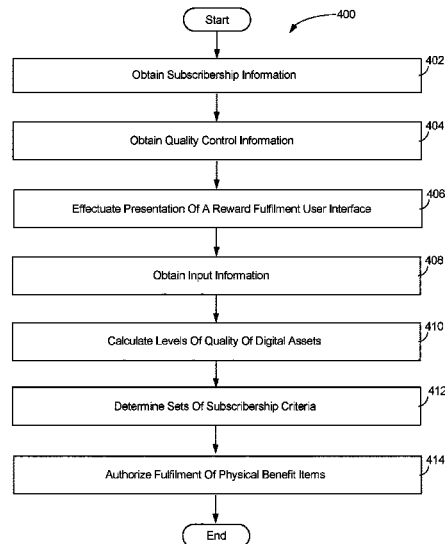 Start
400
402
Obtain Subscribership Information
404
Obtain Quality Control Information
406
Effectuate Presentation Of A Reward Fulfilment User Interface
408
Obtain Input Information
410
Calculate Levels Of Quality Of Digital Assets
412
Determine Sets Of Subscribership Criteria
414
Authorize Fulfilment Of Physical Benefit Items
End